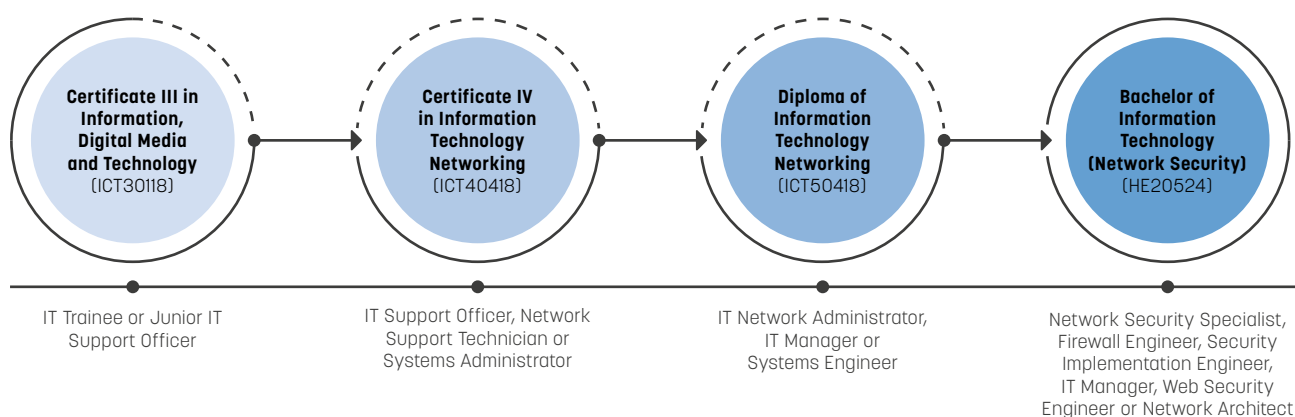 Certificate III in
Information,
Digital Media
and Technology
(ICT30118)
Certificate IV
in Information
Technology
Networking
(ICT40418)
Diploma of
Information
Technology
Networking
(ICT50418)
Bachelor of
Information
Technology
(Network Security)
(HE20524)
IT Trainee or Junior IT
Support Officer
IT Support Officer, Network
Support Technician or
Systems Administrator
IT Network Administrator,
IT Manager or
Systems Engineer
Network Security Specialist,
Firewall Engineer, Security
Implementation Engineer,
IT Manager, Web Security
Engineer or Network Architect